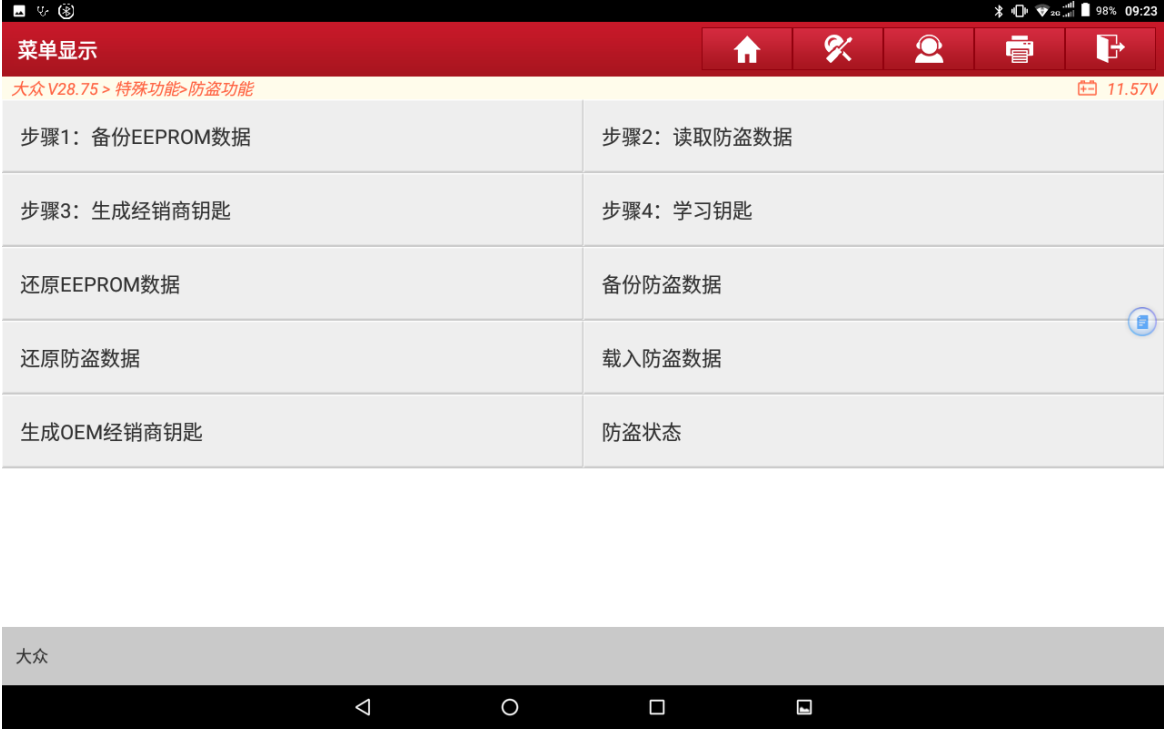 2G 98% 09:23
菜单显示
大众 V28.75 > 特殊功能>防盗功能 11.57V
步骤1：备份EEPROM数据 步骤2：读取防盗数据
步骤3：生成经销商钥匙 步骤4：学习钥匙
还原EEPROM数据 备份防盗数据
还原防盗数据 载入防盗数据
生成OEM经销商钥匙 防盗状态
大众